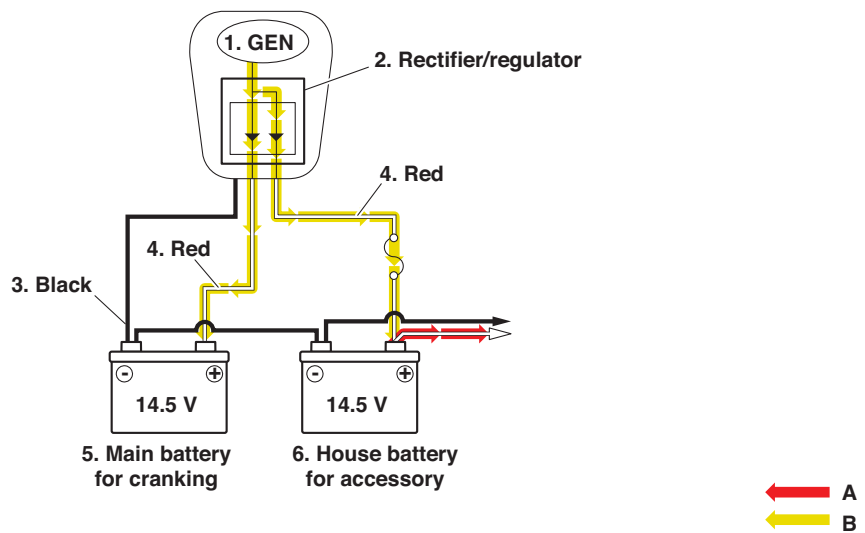 1. GEN
2. Rectifier/regulator
4. Red
4. Red
3. Black
- +
14.5 V
- +
14.5 V
5. Main battery
for cranking
6. House battery
for accessory
A
B